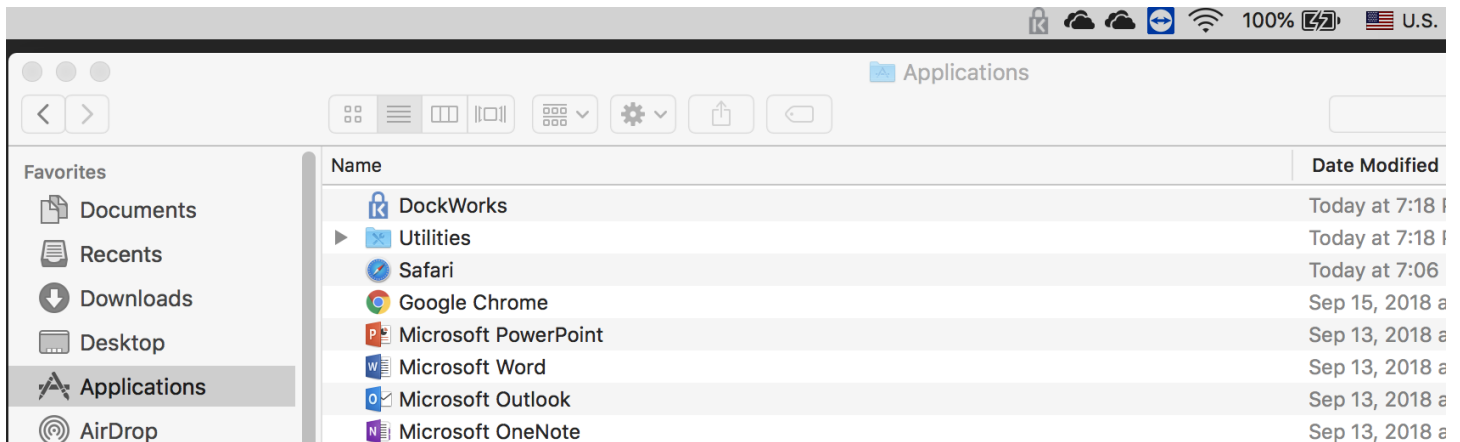 100% U.S.
Applications
Favorites
Documents
Recents
Downloads
Desktop
Applications
AirDrop
Name Date Modified
DockWorks Today at 7:18
Utilities Today at 7:18
Safari Today at 7:06
Google Chrome Sep 15, 2018 a
Microsoft PowerPoint Sep 13, 2018 a
Microsoft Word Sep 13, 2018 a
Microsoft Outlook Sep 13, 2018 a
Microsoft OneNote Sep 13, 2018 a